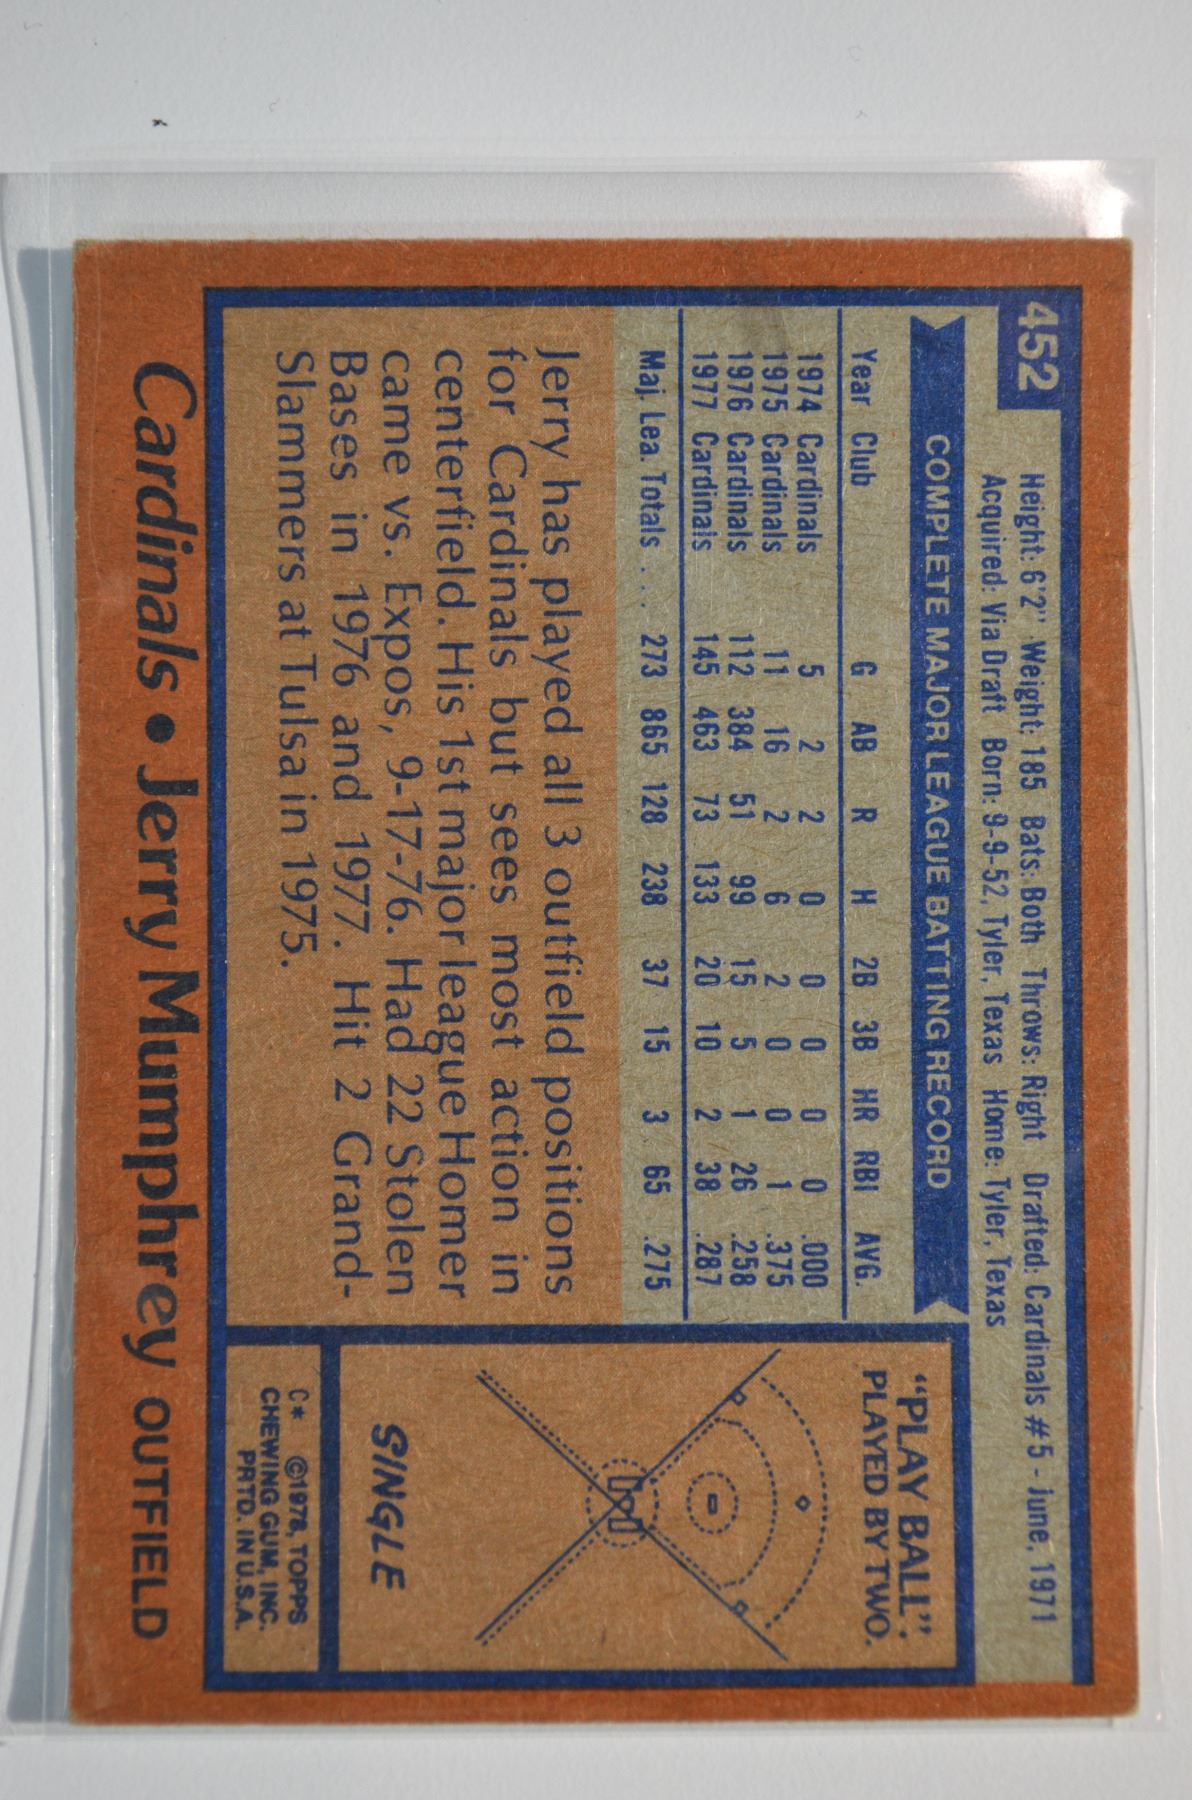 452
Height: 6'2" Weight: 185 Bats: Both Throws: Right Drafted: Cardinals #5 - June, 1971
Acquired: Via Draft Born: 9-9-52, Tyler, Texas Home: Tyler, Texas
COMPLETE MAJOR LEAGUE BATTING RECORD
Year Club G AB R H 2B 3B HR RBI AVG.
1974 Cardinals 5 2 2 0 0 0 0 0 .000
1975 Cardinals 11 16 2 6 2 0 0 1 .375
1976 Cardinals 112 384 51 99 15 5 1 26 .258
1977 Cardinals 145 463 73 133 20 10 2 38 .287
Maj. Lea. Totals . . . 273 865 128 238 37 15 3 65 .275
Jerry has played all 3 outfield positions
for Cardinals but sees most action in
centerfield. His 1st major league Homer
came vs. Expos, 9-17-76. Had 22 Stolen
Bases in 1976 and 1977. Hit 2 Grand-
Slammers at Tulsa in 1975.
"PLAY BALL":
PLAYED BY TWO.
SINGLE
C* ©1978, TOPPS
CHEWING GUM, INC.
PRTD. IN U.S.A.
Cardinals • Jerry Mumphrey OUTFIELD